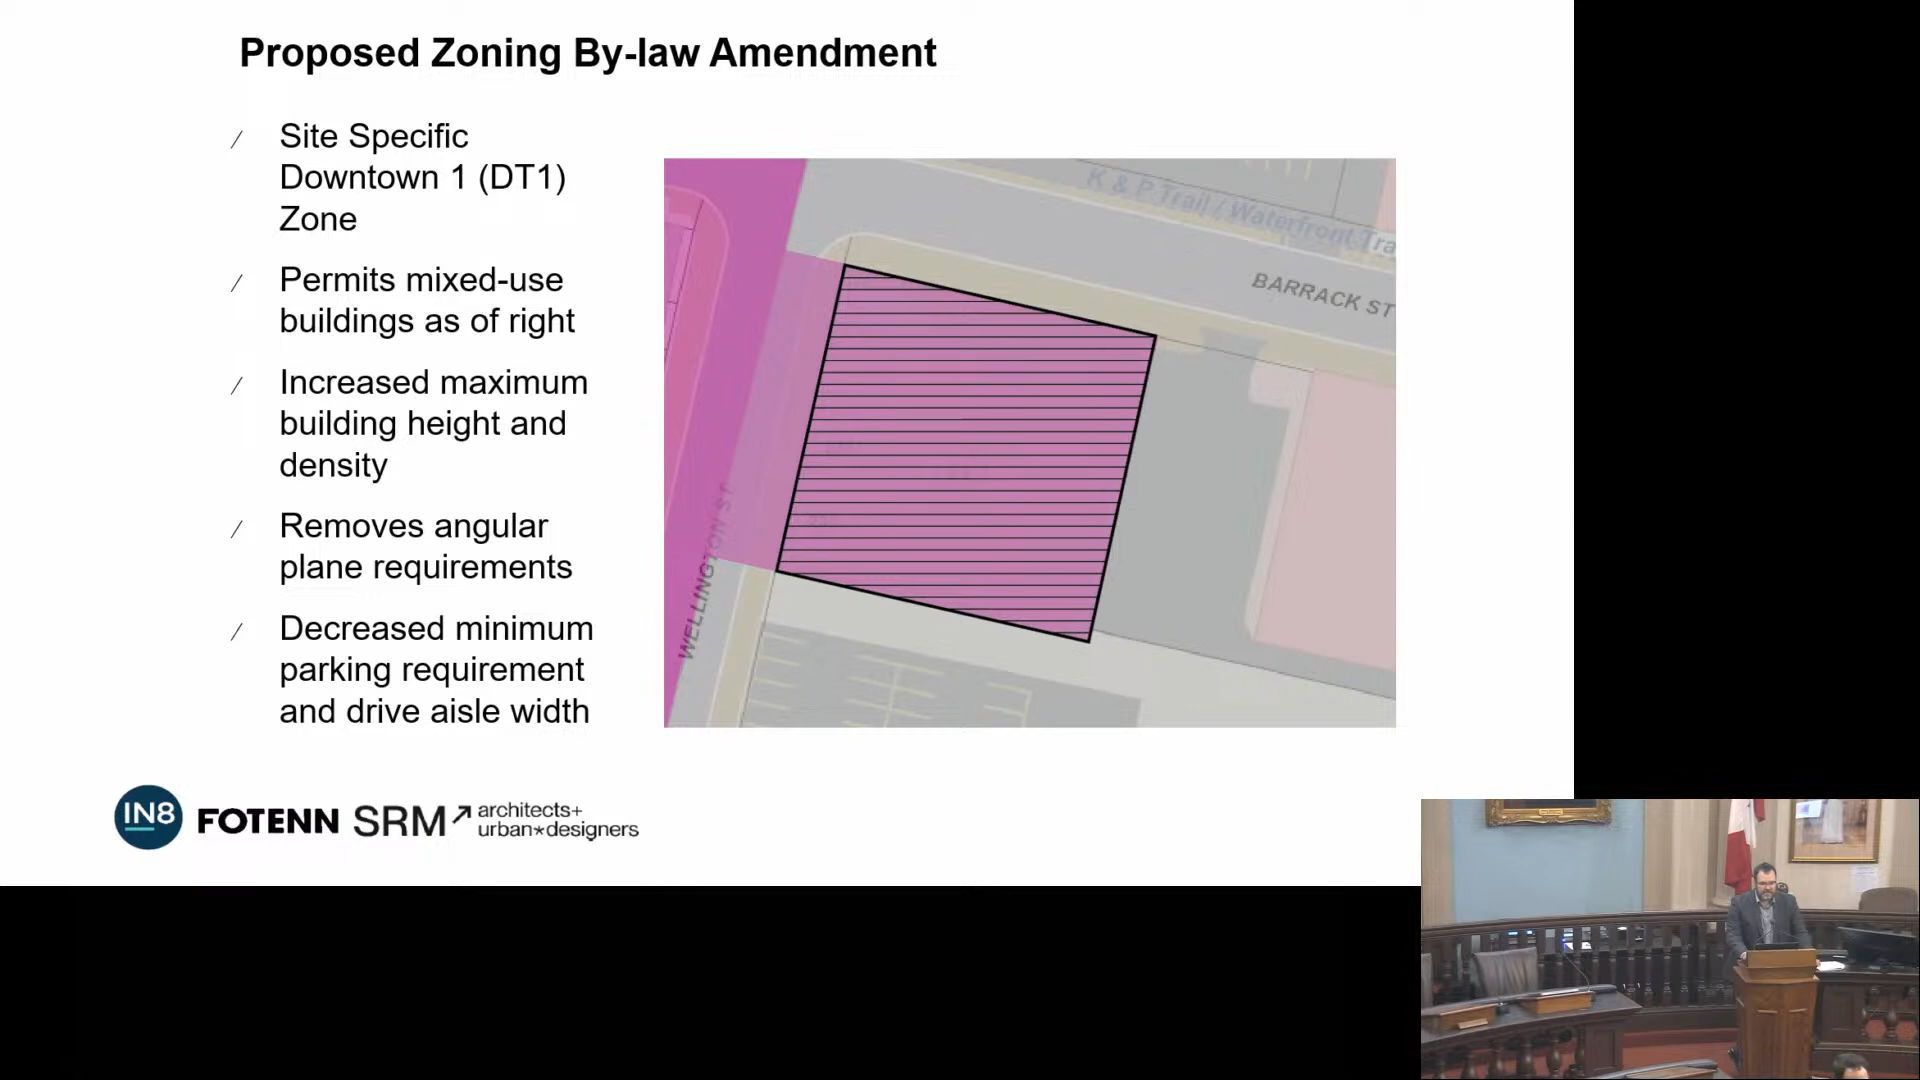 Proposed Zoning By-law Amendment
Site Specific
Downtown 1 (DT1)
Zone
Permits mixed-use
buildings as of right
Increased maximum
building height and
density
Removes angular
plane requirements
Decreased minimum
parking requirement
and drive aisle width
K & P Trail / Waterfront Tra
BARRACK ST
WELLINGTON ST
IN8
FOTENN
SRM
architects+
urban*designers